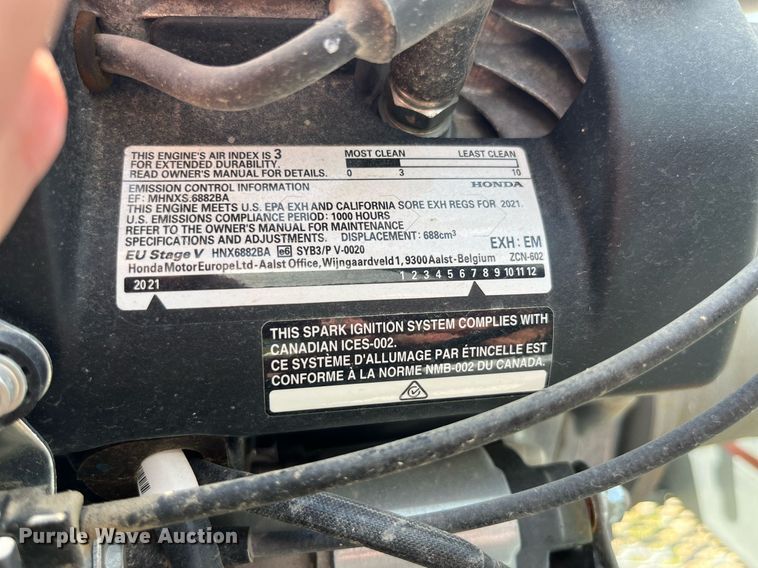 THIS ENGINE'S AIR INDEX IS 3
FOR EXTENDED DURABILITY.
READ OWNER'S MANUAL FOR DETAILS.
MOST CLEAN LEAST CLEAN
0 3 10
EMISSION CONTROL INFORMATION HONDA
EF: MHNXS.6882BA
THIS ENGINE MEETS U.S. EPA EXH AND CALIFORNIA SORE EXH REGS FOR 2021.
U.S. EMISSIONS COMPLIANCE PERIOD: 1000 HOURS
REFER TO THE OWNER'S MANUAL FOR MAINTENANCE
SPECIFICATIONS AND ADJUSTMENTS. DISPLACEMENT: 688cm³
EXH: EM
EU Stage V HNX6882BA e6 SYB3/P V-0020
ZCN-602
Honda Motor Europe Ltd - Aalst Office, Wijngaardveld 1, 9300 Aalst - Belgium
2021 1 2 3 4 5 6 7 8 9 10 11 12
THIS SPARK IGNITION SYSTEM COMPLIES WITH
CANADIAN ICES-002.
CE SYSTÈME D'ALLUMAGE PAR ÉTINCELLE EST
CONFORME À LA NORME NMB-002 DU CANADA.
Purple Wave Auction